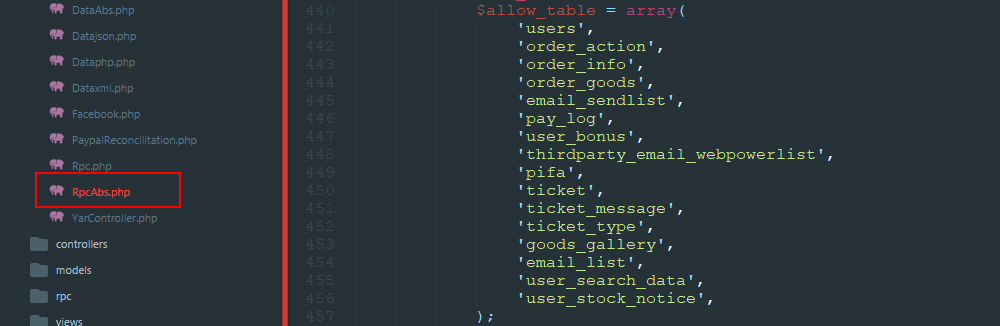 DataAbs.php
Datajson.php
Dataphp.php
Dataxml.php
Facebook.php
PaypalReconcilitation.php
Rpc.php
RpcAbs.php
YarController.php
controllers
models
rpc
views
440 $allow_table = array(
441 'users',
442 'order_action',
443 'order_info',
444 'order_goods',
445 'email_sendlist',
446 'pay_log',
447 'user_bonus',
448 'thirdparty_email_webpowerlist',
449 'pifa',
450 'ticket',
451 'ticket_message',
452 'ticket_type',
453 'goods_gallery',
454 'email_list',
455 'user_search_data',
456 'user_stock_notice',
457 );